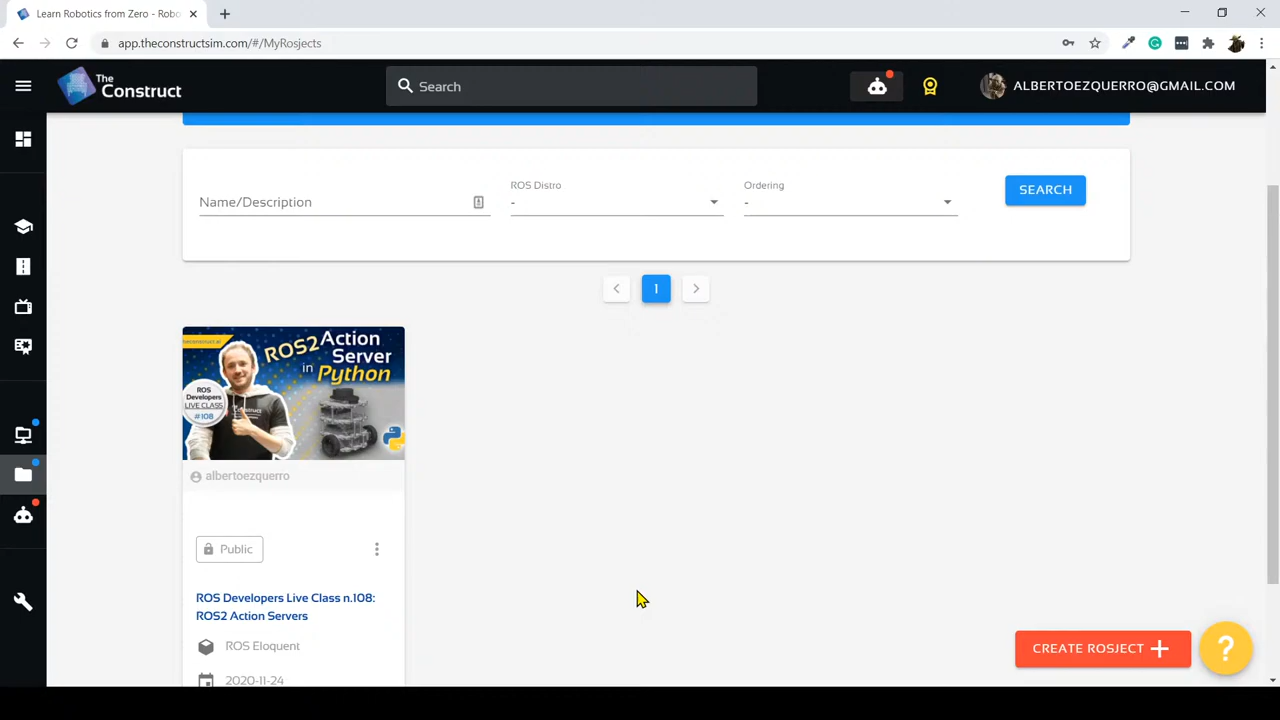 Learn Robotics from Zero - Robo
app.theconstructsim.com/#/MyRosjects
The
Construct
Search
ALBERTOEZQUERRO@GMAIL.COM
Name/Description
ROS Distro
-
Ordering
-
SEARCH
1
ROS2 Action
Server
in Python
ROS
Developers
LIVE CLASS
#108
albertoezquerro
Public
ROS Developers Live Class n.108:
ROS2 Action Servers
ROS Eloquent
2020-11-24
CREATE ROSJECT +
?